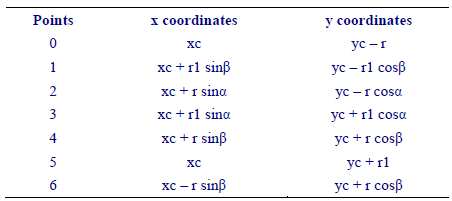 Points x coordinates y coordinates
0 xc yc – r
1 xc + r1 sinβ yc – r1 cosβ
2 xc + r sinα yc – r cosα
3 xc + r1 sinα yc + r1 cosα
4 xc + r sinβ yc + r cosβ
5 xc yc + r1
6 xc – r sinβ yc + r cosβ